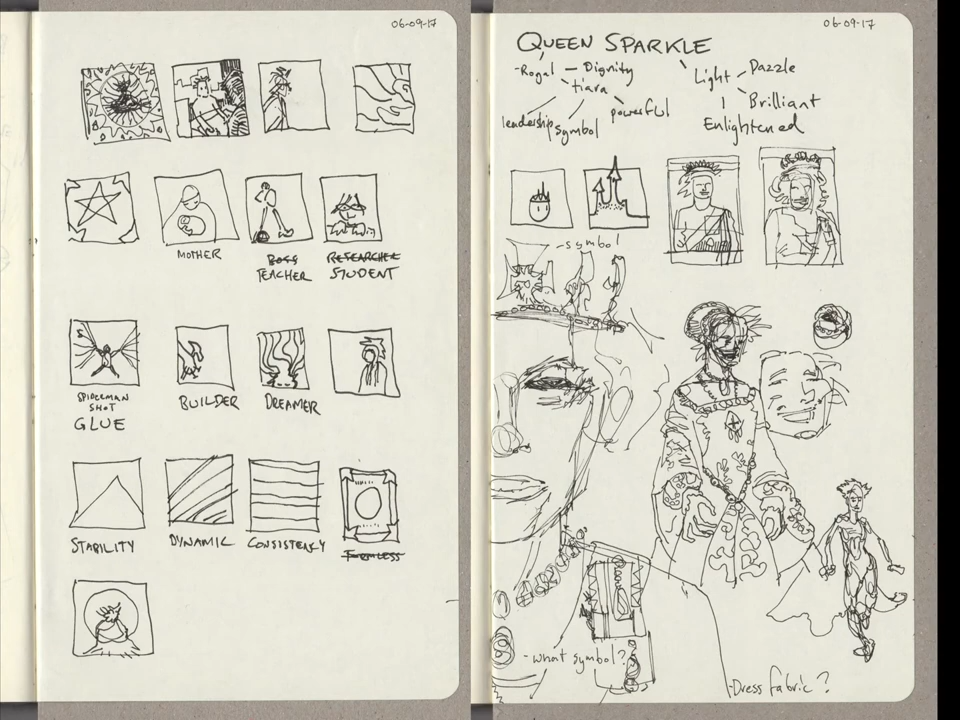 06-09-17
MOTHER
BOSS
TEACHER
RESEARCHER
STUDENT
SPIDERMAN
SHOT
GLUE
BUILDER
DREAMER
STABILITY
DYNAMIC
CONSISTENCY
FORMLESS
06-09-17
QUEEN SPARKLE
-Royal - Dignity
tiara
leadership
symbol
powerful
Light
Dazzle
Brilliant
Enlightened
-symbol
-what symbol?
-Dress fabric?